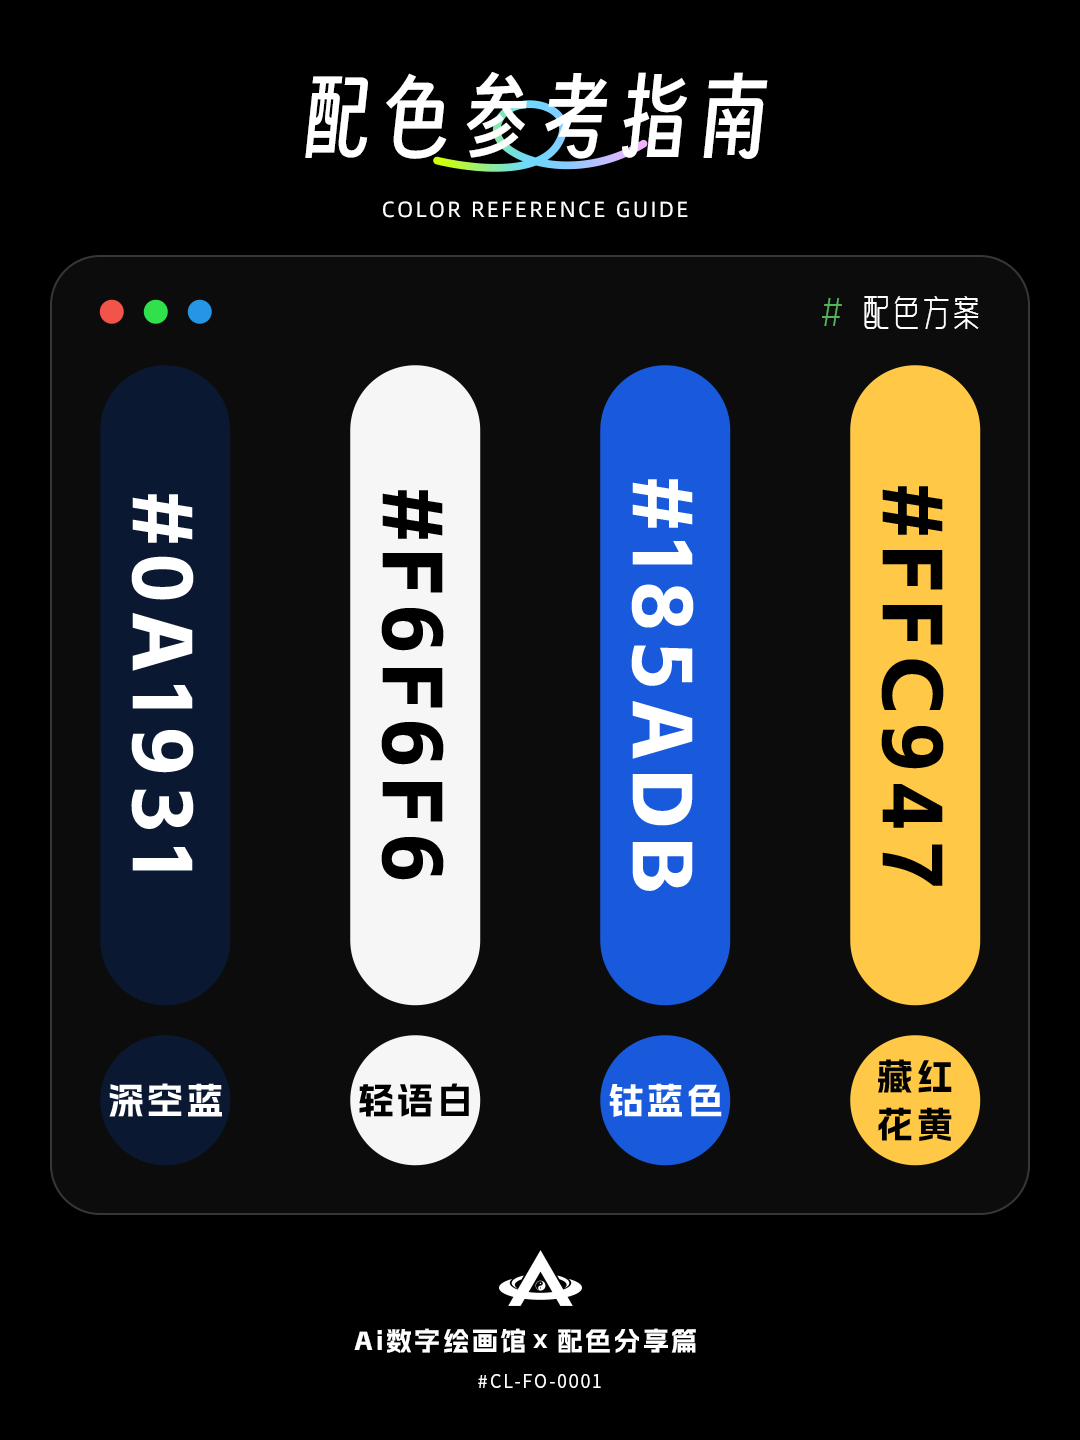 配色参考指南
COLOR REFERENCE GUIDE
# 配色方案
#0A1931
#F6F6F6
#185ADB
#FFC947
深空蓝
轻语白
钴蓝色
藏红
花黄
Ai数字绘画馆 x 配色分享篇
#CL-FO-0001